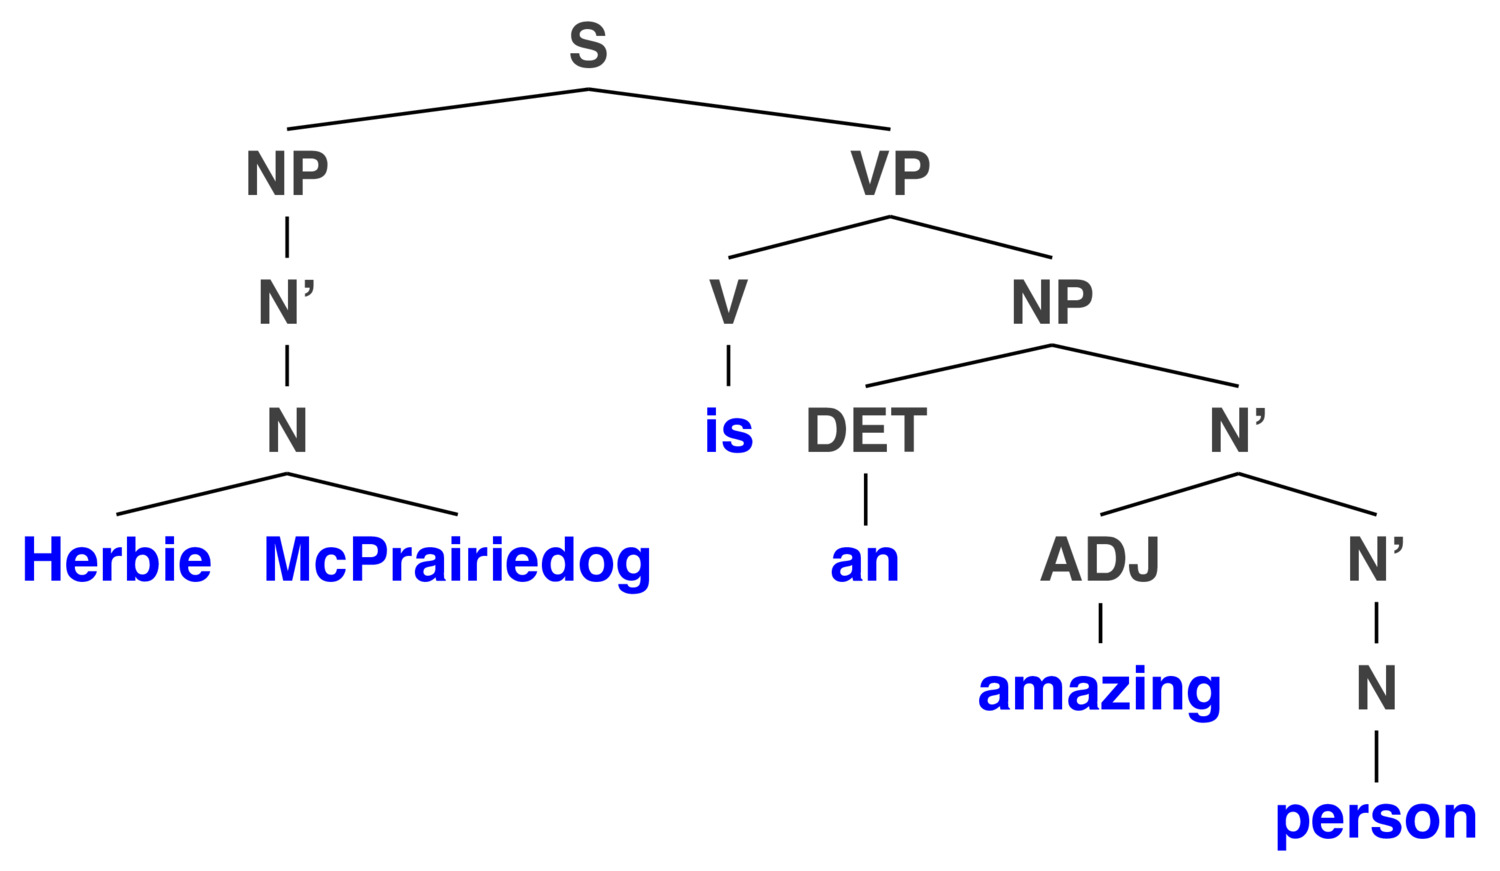 S
NP VP
N’ V NP
N is DET N’
Herbie McPrairiedog an ADJ N’
amazing N
person